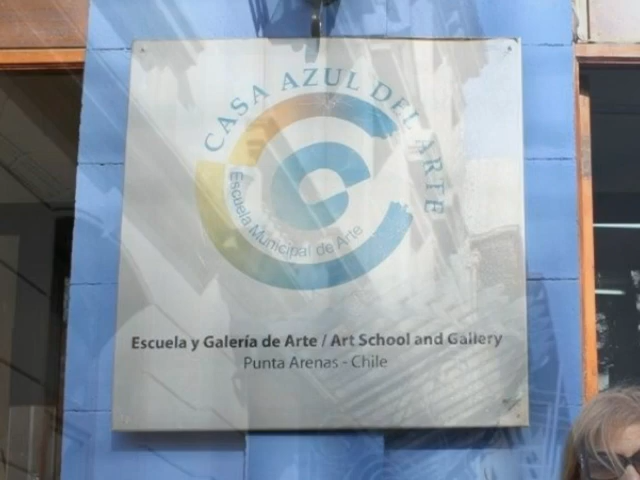 CASA AZUL DEL ARTE
Escuela Municipal de Arte
Escuela y Galería de Arte / Art School and Gallery
Punta Arenas - Chile